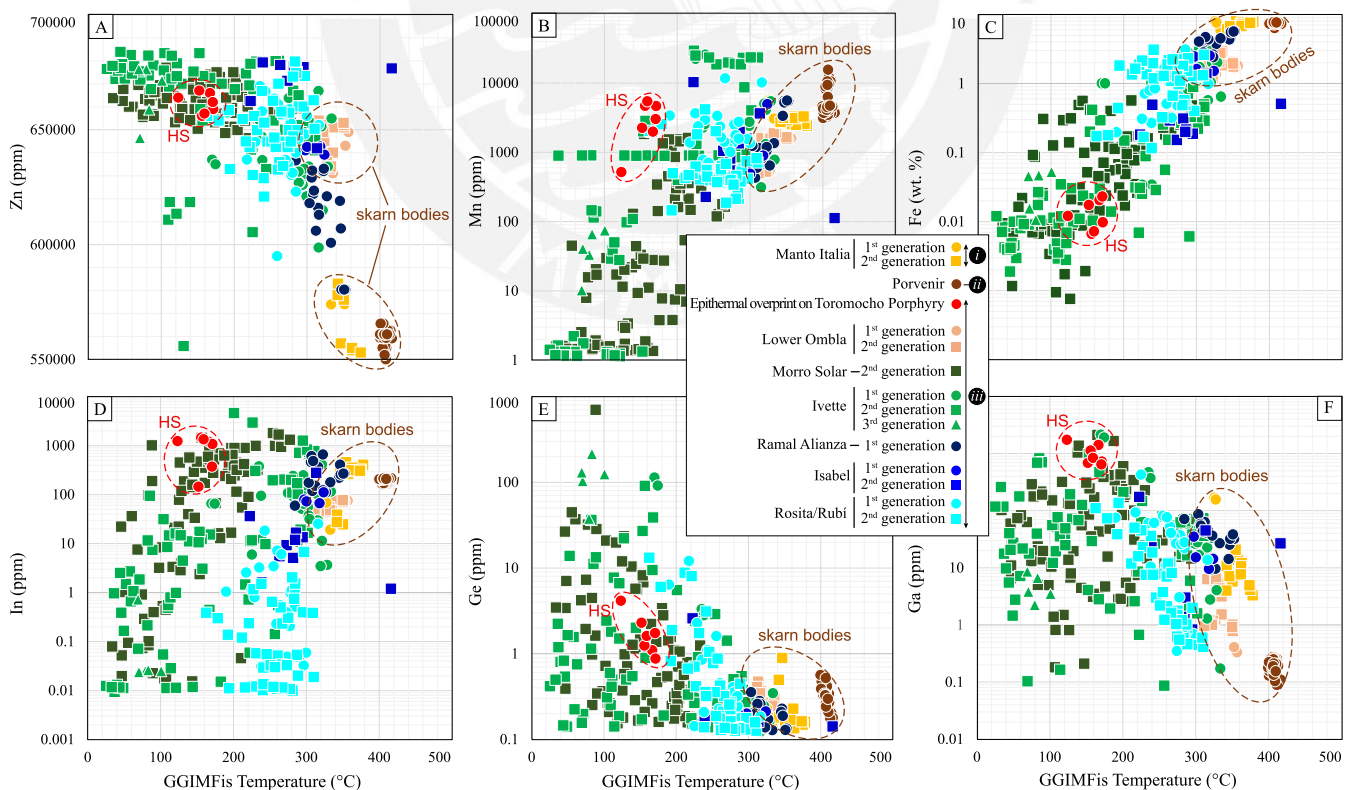 A
700000
650000
600000
550000
Zn (ppm)
HS
skarn bodies
B
100000
10000
1000
100
10
1
Mn (ppm)
HS
skarn bodies
C
10
1
0.1
0.01
Fe (wt. %)
HS
skarn bodies
Manto Italia
1st generation
2nd generation
i
Porvenir
ii
Epithermal overprint on Toromocho Porphyry
Lower Ombla
1st generation
2nd generation
Morro Solar
2nd generation
Ivette
1st generation
2nd generation
3rd generation
iii
Ramal Alianza
1st generation
Isabel
1st generation
2nd generation
Rosita/Rubí
1st generation
2nd generation
D
10000
1000
100
10
1
0.1
0.01
0.001
In (ppm)
HS
skarn bodies
0 100 200 300 400 500
GGIMFis Temperature (°C)
E
1000
100
10
1
0.1
Ge (ppm)
HS
skarn bodies
0 100 200 300 400 500
GGIMFis Temperature (°C)
F
10
1
0.1
0.01
Ga (ppm)
HS
skarn bodies
0 100 200 300 400 500
GGIMFis Temperature (°C)